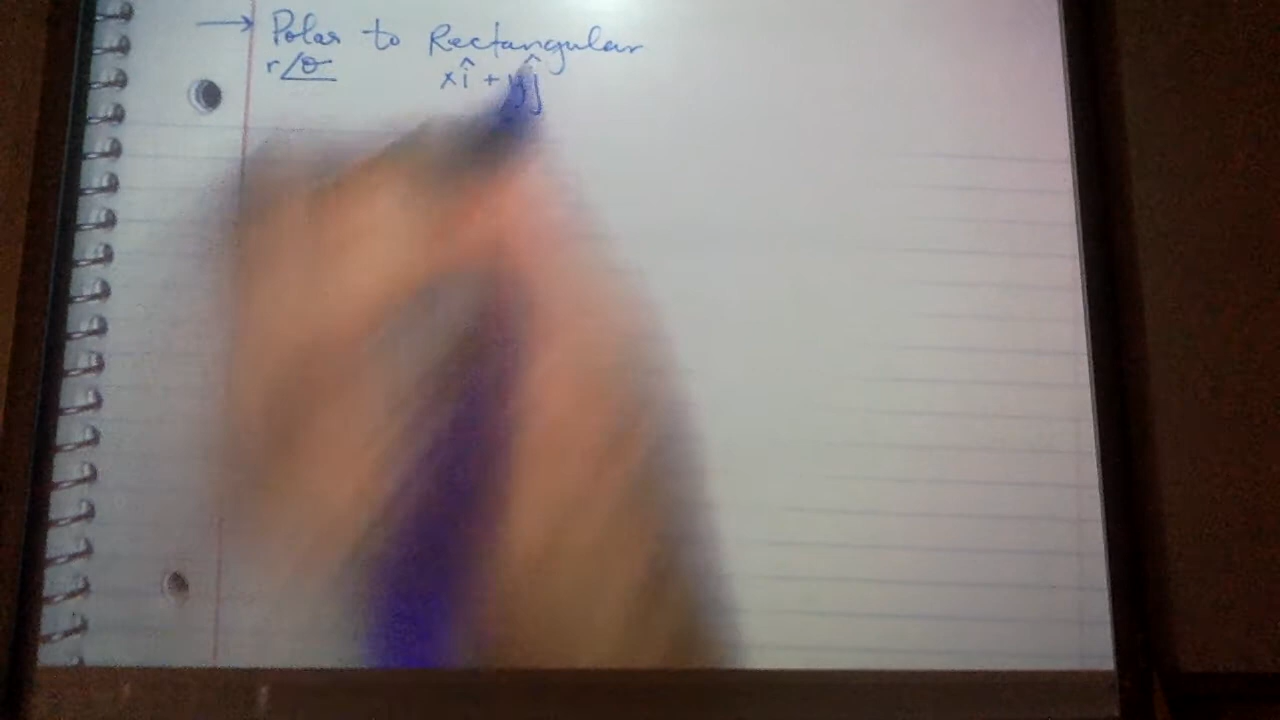 → Polar to Rectangular
r∠θ xî + yĵ